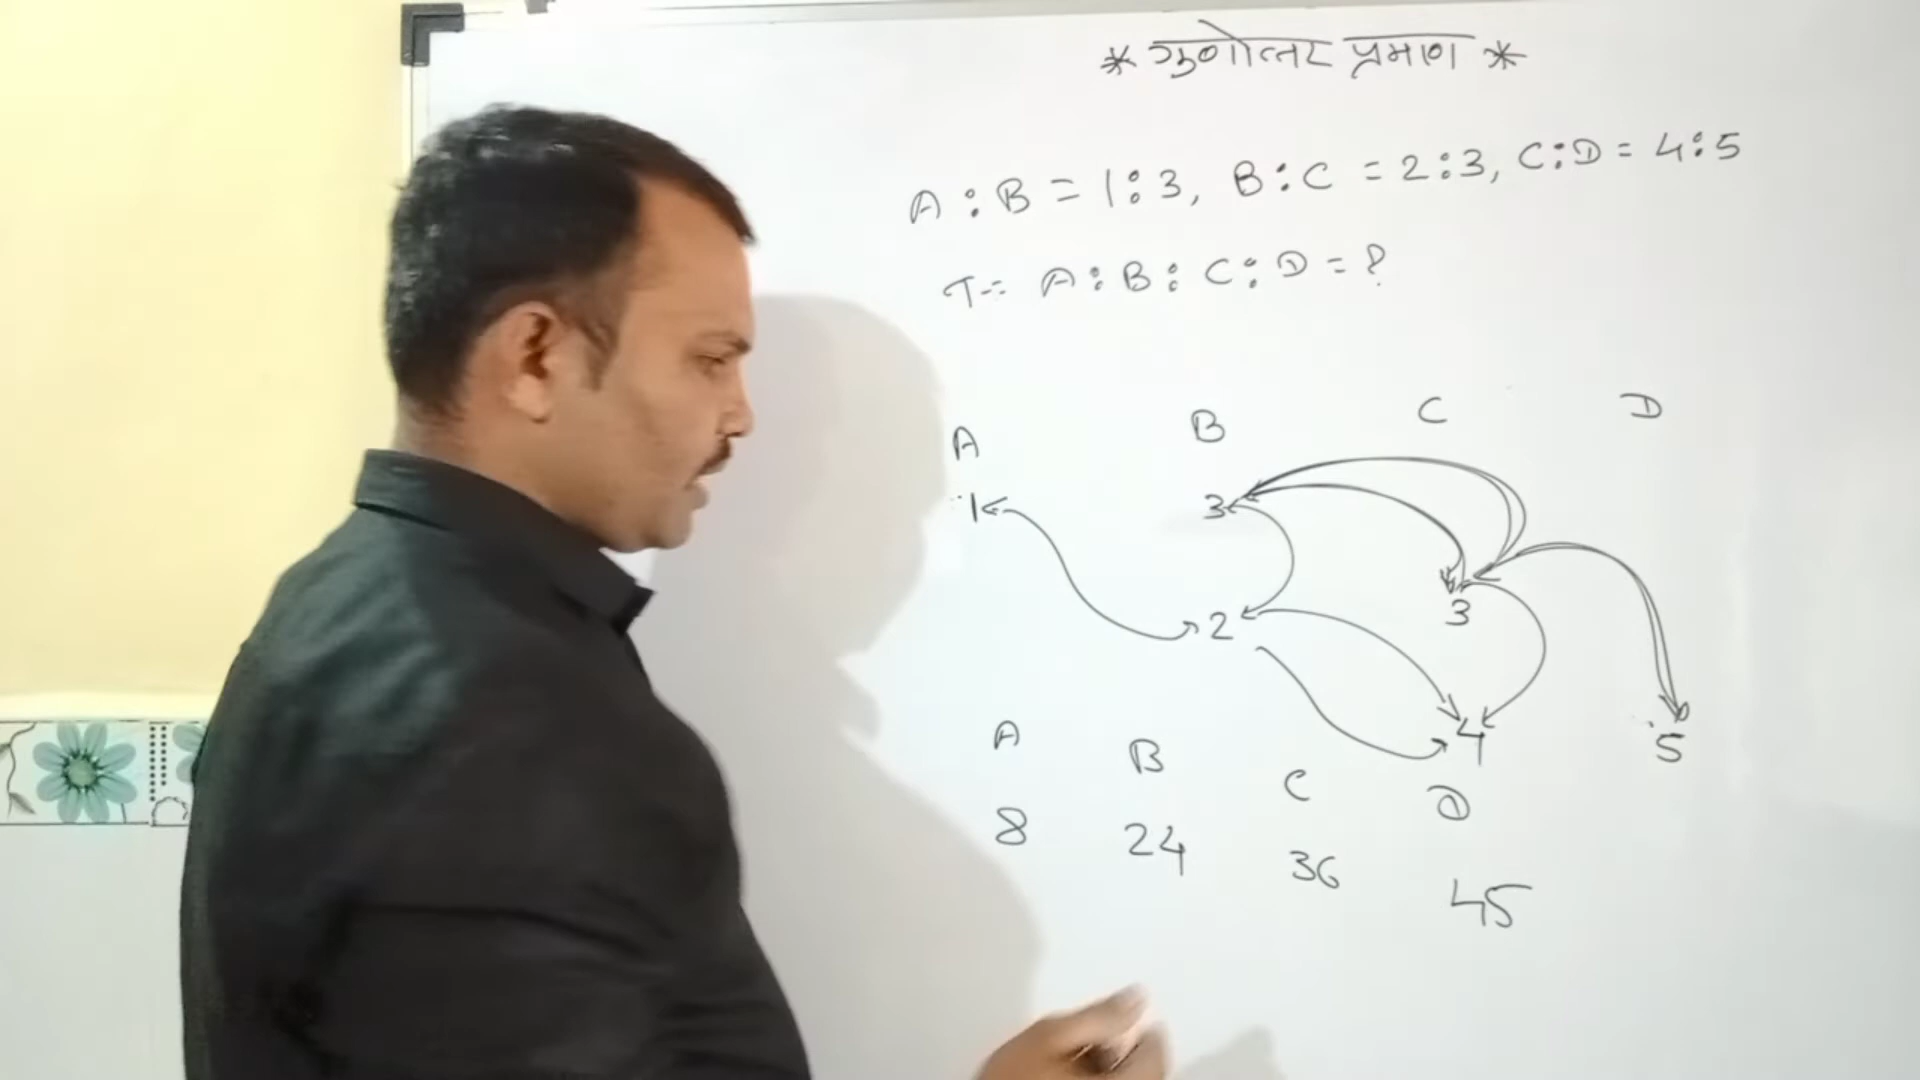 * गुणोत्तर प्रमाण *
A : B = 1 : 3, B : C = 2 : 3, C : D = 4 : 5
T-: A : B : C : D = ?
A B C D
1 3
2 3
4 5
A B C D
8 24 36 45